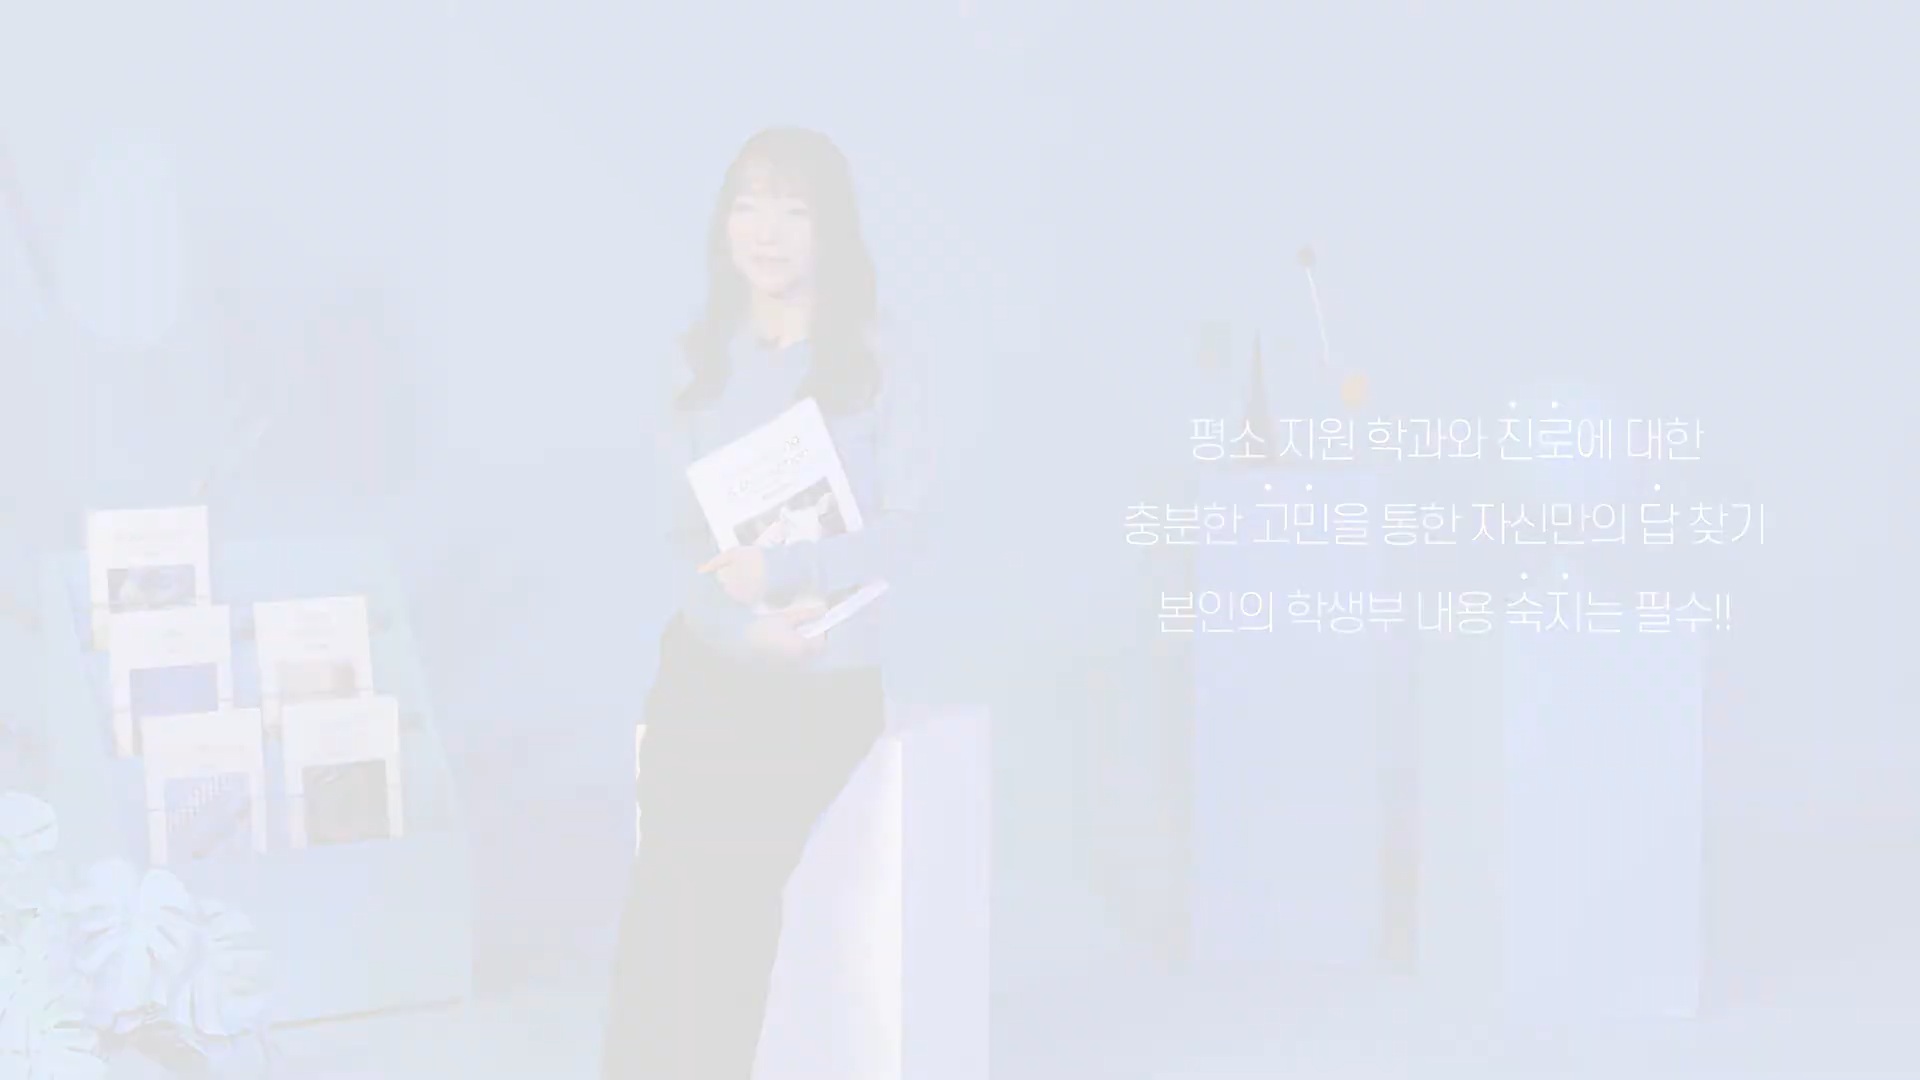 평소 지원 학과와 진로에 대한
충분한 고민을 통한 자신만의 답 찾기
본인의 학생부 내용 숙지는 필수!!